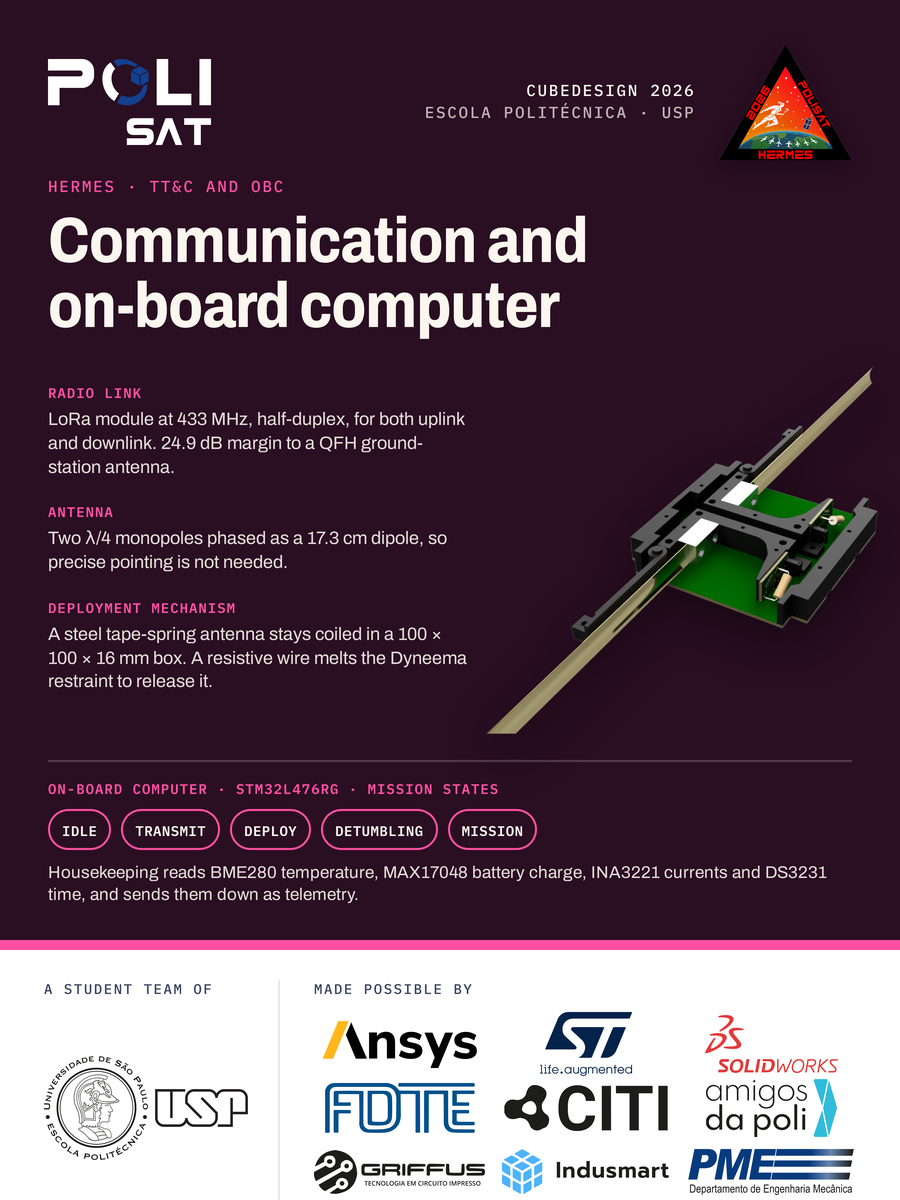 POLI
SAT
CUBEDESIGN 2026
ESCOLA POLITÉCNICA · USP
2026
POLISAT
HERMES
HERMES · TT&C AND OBC
Communication and
on-board computer
RADIO LINK
LoRa module at 433 MHz, half-duplex, for both uplink
and downlink. 24.9 dB margin to a QFH ground-
station antenna.
ANTENNA
Two λ/4 monopoles phased as a 17.3 cm dipole, so
precise pointing is not needed.
DEPLOYMENT MECHANISM
A steel tape-spring antenna stays coiled in a 100 ×
100 × 16 mm box. A resistive wire melts the Dyneema
restraint to release it.
ON-BOARD COMPUTER · STM32L476RG · MISSION STATES
IDLE
TRANSMIT
DEPLOY
DETUMBLING
MISSION
Housekeeping reads BME280 temperature, MAX17048 battery charge, INA3221 currents and DS3231
time, and sends them down as telemetry.
A STUDENT TEAM OF
UNIVERSIDADE DE SÃO PAULO
ESCOLA POLITÉCNICA
USP
MADE POSSIBLE BY
Ansys
ST
life.augmented
3DS
SOLIDWORKS
FDTE
CITI
amigos
da poli
GRIFFUS
TECNOLOGIA EM CIRCUITO IMPRESSO
Indusmart
PME
Departamento de Engenharia Mecânica